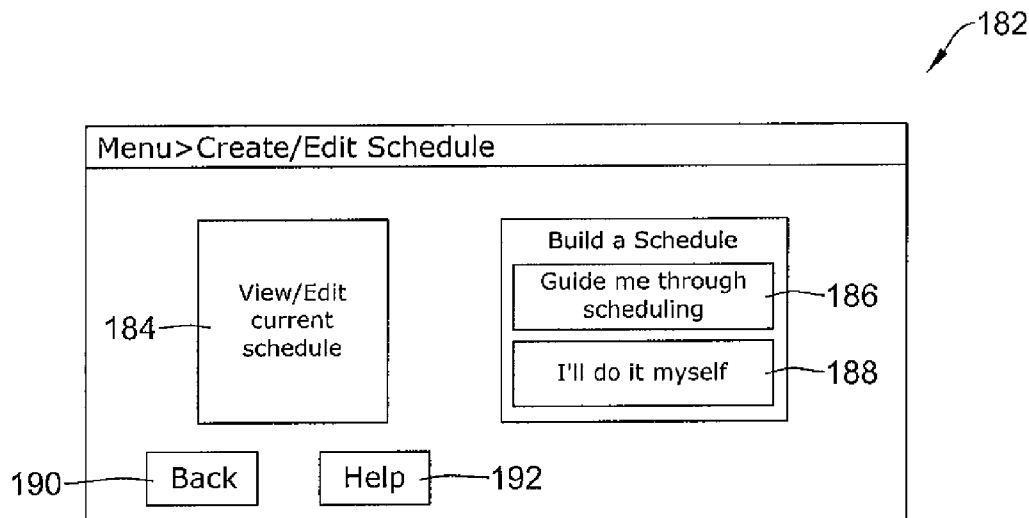 182
Menu>Create/Edit Schedule
View/Edit
current
schedule
184
Build a Schedule
Guide me through
scheduling
186
I'll do it myself
188
190
Back
Help
192